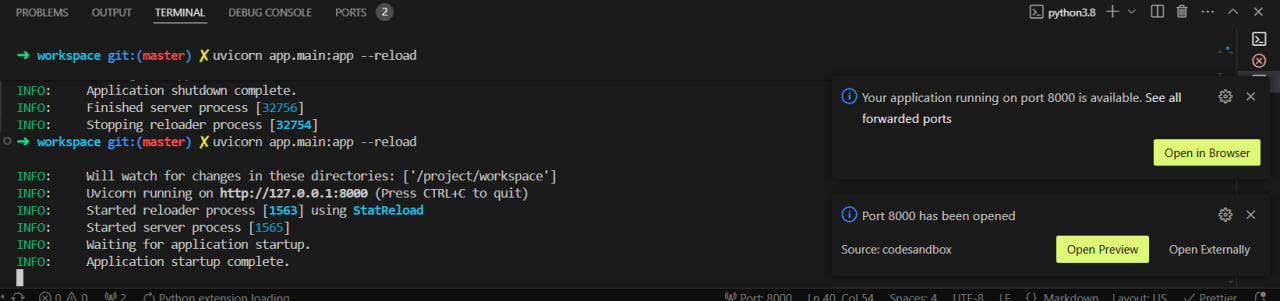 PROBLEMS OUTPUT TERMINAL DEBUG CONSOLE PORTS 2 python3.8
➜ workspace git:(master) ✗ uvicorn app.main:app --reload
INFO: Application shutdown complete.
INFO: Finished server process [32756]
INFO: Stopping reloader process [32754]
➜ workspace git:(master) ✗ uvicorn app.main:app --reload
INFO: Will watch for changes in these directories: ['/project/workspace']
INFO: Uvicorn running on http://127.0.0.1:8000 (Press CTRL+C to quit)
INFO: Started reloader process [1563] using StatReload
INFO: Started server process [1565]
INFO: Waiting for application startup.
INFO: Application startup complete.
Your application running on port 8000 is available. See all
forwarded ports
Open in Browser
Port 8000 has been opened
Source: codesandbox Open Preview Open Externally
0 0 2 Python extension loading Port: 8000 Ln 40, Col 54 Spaces: 4 UTF-8 LF {} Markdown Layout: US Prettier